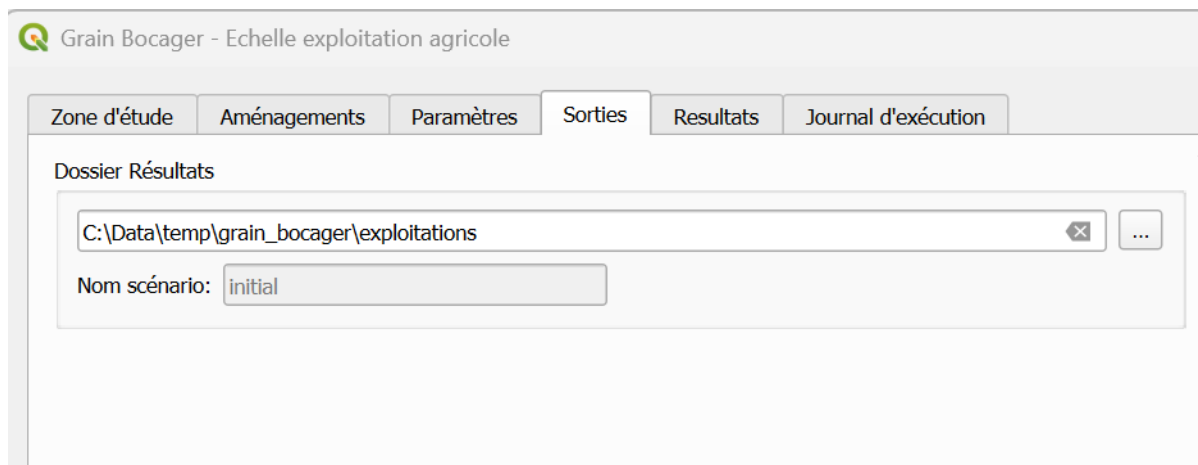 Grain Bocager - Echelle exploitation agricole
Zone d'étude Aménagements Paramètres Sorties Resultats Journal d'exécution
Dossier Résultats
C:\Data\temp\grain_bocager\exploitations ...
Nom scénario: initial